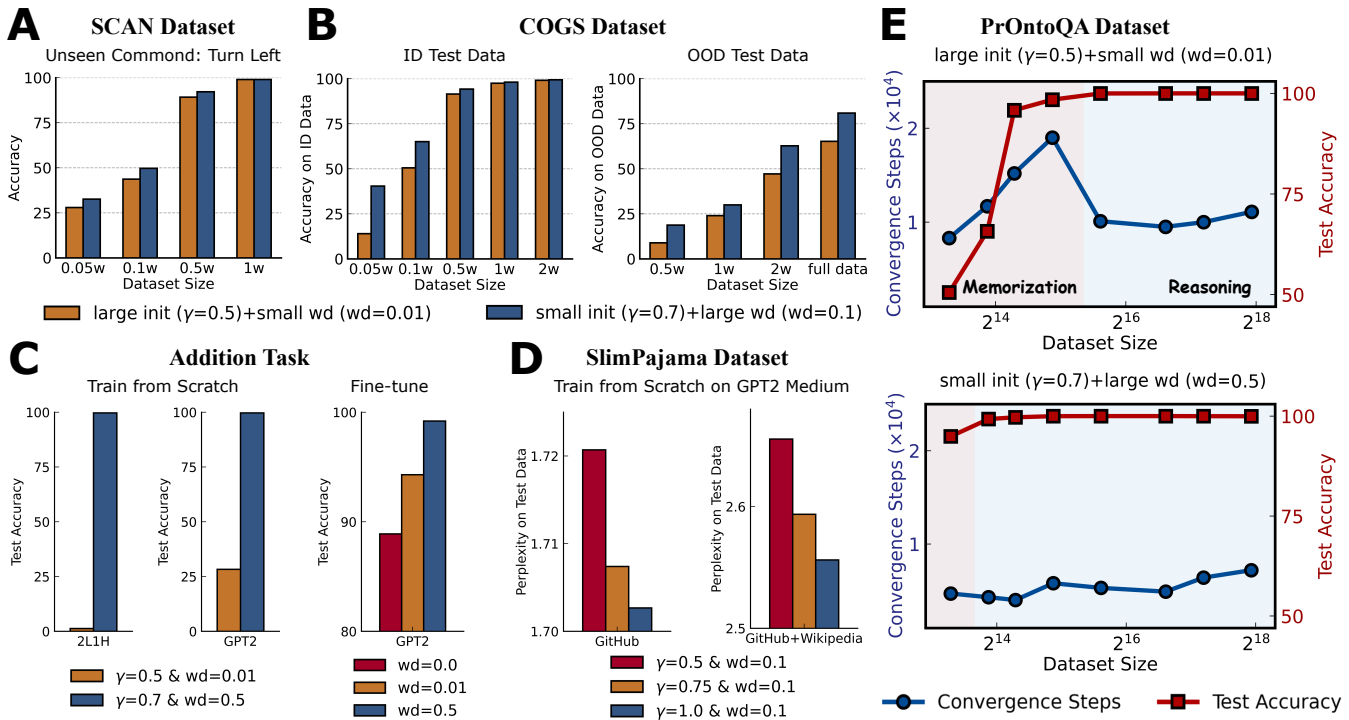 A
SCAN Dataset
Unseen Commond: Turn Left
Accuracy
100
75
50
25
0
0.05w
0.1w
0.5w
1w
Dataset Size
B
COGS Dataset
ID Test Data
Accuracy on ID Data
100
75
50
25
0
0.05w
0.1w
0.5w
1w
2w
Dataset Size
OOD Test Data
Accuracy on OOD Data
100
75
50
25
0
0.5w
1w
2w
full data
Dataset Size
large init (γ=0.5)+small wd (wd=0.01)
small init (γ=0.7)+large wd (wd=0.1)
C
Addition Task
Train from Scratch
Test Accuracy
100
75
50
25
0
2L1H
Test Accuracy
100
75
50
25
0
GPT2
γ=0.5 & wd=0.01
γ=0.7 & wd=0.5
Fine-tune
Test Accuracy
100
90
80
GPT2
wd=0.0
wd=0.01
wd=0.5
D
SlimPajama Dataset
Train from Scratch on GPT2 Medium
Perplexity on Test Data
1.72
1.71
1.70
GitHub
Perplexity on Test Data
2.6
2.5
GitHub+Wikipedia
γ=0.5 & wd=0.1
γ=0.75 & wd=0.1
γ=1.0 & wd=0.1
E
PrOntoQA Dataset
large init (γ=0.5)+small wd (wd=0.01)
Convergence Steps (×10⁴)
2
1
Test Accuracy
100
75
50
Memorization
Reasoning
2¹⁴
2¹⁶
2¹⁸
Dataset Size
small init (γ=0.7)+large wd (wd=0.5)
Convergence Steps (×10⁴)
2
1
Test Accuracy
100
75
50
2¹⁴
2¹⁶
2¹⁸
Dataset Size
Convergence Steps
Test Accuracy